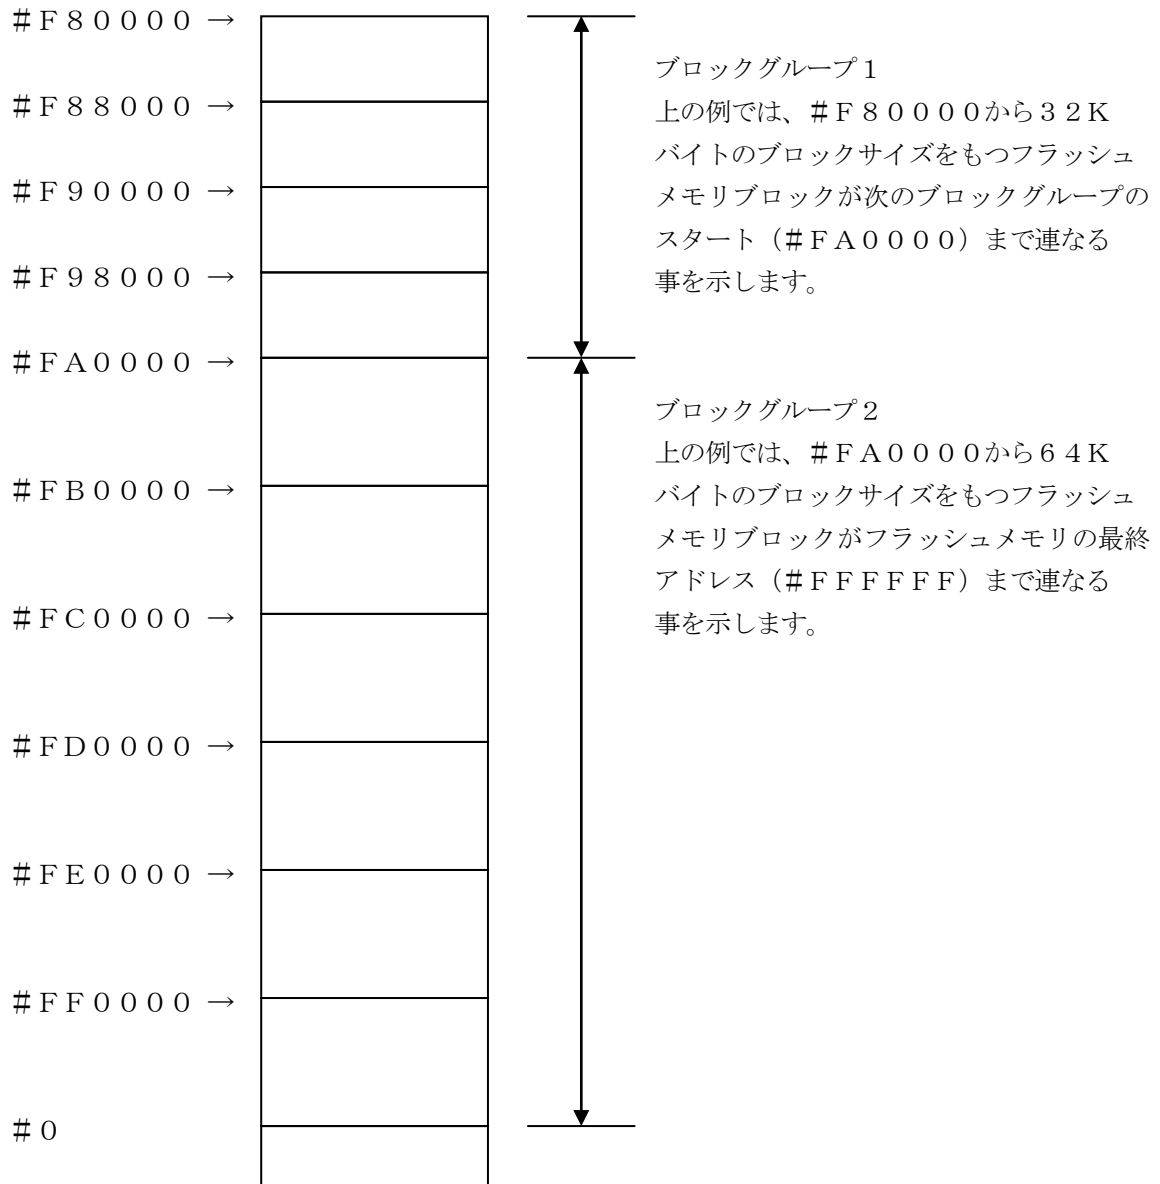 #F80000 →
#F88000 →
#F90000 →
#F98000 →
#FA0000 →
#FB0000 →
#FC0000 →
#FD0000 →
#FE0000 →
#FF0000 →
#0
ブロックグループ1
上の例では、#F80000から32K
バイトのブロックサイズをもつフラッシュ
メモリブロックが次のブロックグループの
スタート(#FA0000)まで連なる
事を示します。
ブロックグループ2
上の例では、#FA0000から64K
バイトのブロックサイズをもつフラッシュ
メモリブロックがフラッシュメモリの最終
アドレス(#FFFFFF)まで連なる
事を示します。